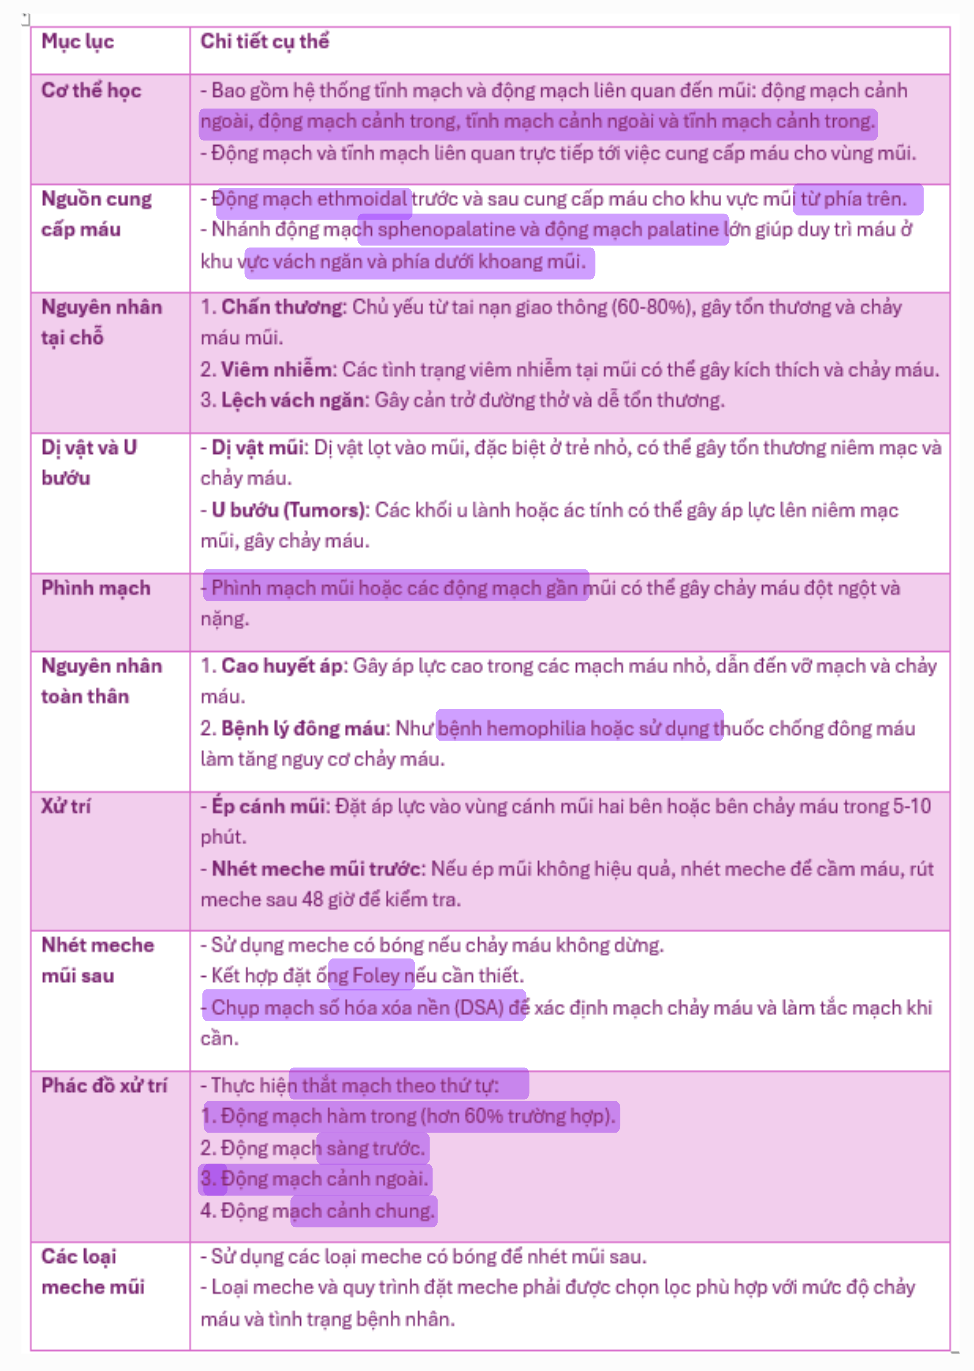 Mục lục
Chi tiết cụ thể
Cơ thể học
- Bao gồm hệ thống tĩnh mạch và động mạch liên quan đến mũi: động mạch cảnh
ngoài, động mạch cảnh trong, tĩnh mạch cảnh ngoài và tĩnh mạch cảnh trong.
- Động mạch và tĩnh mạch liên quan trực tiếp tới việc cung cấp máu cho vùng mũi.
Nguồn cung
cấp máu
- Động mạch ethmoidal trước và sau cung cấp máu cho khu vực mũi từ phía trên.
- Nhánh động mạch sphenopalatine và động mạch palatine lớn giúp duy trì máu ở
khu vực vách ngăn và phía dưới khoang mũi.
Nguyên nhân
tại chỗ
1. Chấn thương: Chủ yếu từ tai nạn giao thông (60-80%), gây tổn thương và chảy
máu mũi.
2. Viêm nhiễm: Các tình trạng viêm nhiễm tại mũi có thể gây kích thích và chảy máu.
3. Lệch vách ngăn: Gây cản trở đường thở và dễ tổn thương.
Dị vật và U
bướu
- Dị vật mũi: Dị vật lọt vào mũi, đặc biệt ở trẻ nhỏ, có thể gây tổn thương niêm mạc và
chảy máu.
- U bướu (Tumors): Các khối u lành hoặc ác tính có thể gây áp lực lên niêm mạc
mũi, gây chảy máu.
Phình mạch
- Phình mạch mũi hoặc các động mạch gần mũi có thể gây chảy máu đột ngột và
nặng.
Nguyên nhân
toàn thân
1. Cao huyết áp: Gây áp lực cao trong các mạch máu nhỏ, dẫn đến vỡ mạch và chảy
máu.
2. Bệnh lý đông máu: Như bệnh hemophilia hoặc sử dụng thuốc chống đông máu
làm tăng nguy cơ chảy máu.
Xử trí
- Ép cánh mũi: Đặt áp lực vào vùng cánh mũi hai bên hoặc bên chảy máu trong 5-10
phút.
- Nhét meche mũi trước: Nếu ép mũi không hiệu quả, nhét meche để cầm máu, rút
meche sau 48 giờ để kiểm tra.
Nhét meche
mũi sau
- Sử dụng meche có bóng nếu chảy máu không dừng.
- Kết hợp đặt ống Foley nếu cần thiết.
- Chụp mạch số hóa xóa nền (DSA) để xác định mạch chảy máu và làm tắc mạch khi
cần.
Phác đồ xử trí
- Thực hiện thắt mạch theo thứ tự:
1. Động mạch hàm trong (hơn 60% trường hợp).
2. Động mạch sàng trước.
3. Động mạch cảnh ngoài.
4. Động mạch cảnh chung.
Các loại
meche mũi
- Sử dụng các loại meche có bóng để nhét mũi sau.
- Loại meche và quy trình đặt meche phải được chọn lọc phù hợp với mức độ chảy
máu và tình trạng bệnh nhân.